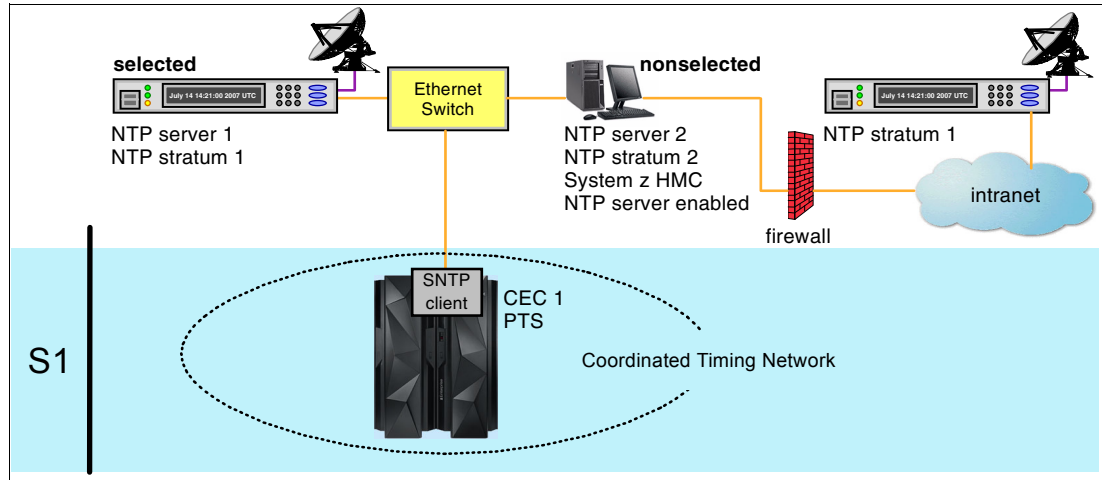 selected
July 14 14:21:00 2007 UTC
NTP server 1
NTP stratum 1
Ethernet
Switch
nonselected
NTP server 2
NTP stratum 2
System z HMC
NTP server enabled
firewall
July 14 14:21:00 2007 UTC
NTP stratum 1
intranet
S1
SNTP
client
CEC 1
PTS
Coordinated Timing Network